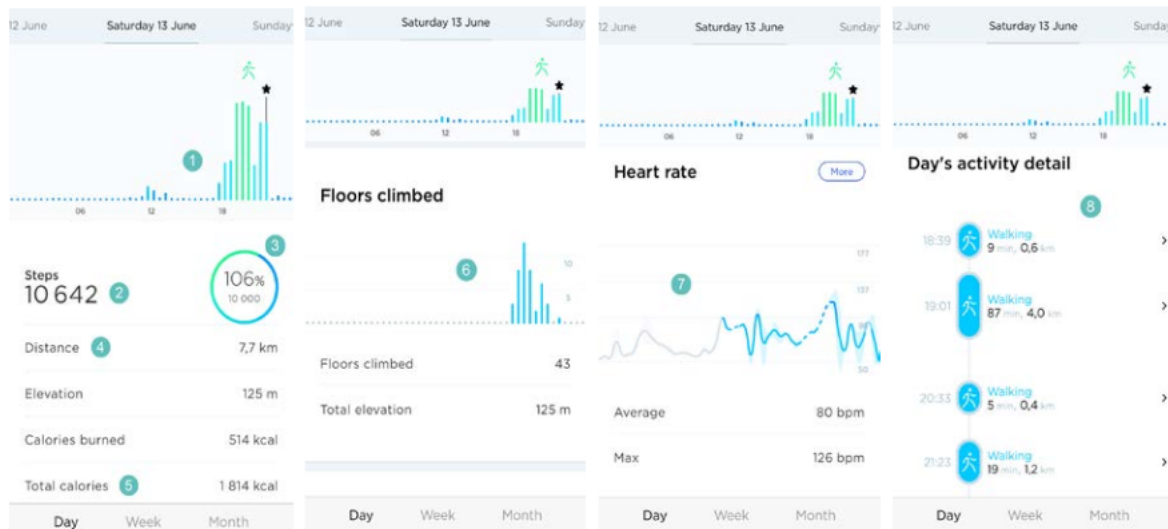 12 June Saturday 13 June Sunday
1
06 12 18
3
Steps
10 642 2
106%
10 000
Distance 4 7,7 km
Elevation 125 m
Calories burned 514 kcal
Total calories 5 1 814 kcal
Day Week Month
12 June Saturday 13 June Sunday
06 12 18
Floors climbed
6
10
5
Floors climbed 43
Total elevation 125 m
Day Week Month
12 June Saturday 13 June Sunday
06 12 18
Heart rate More
177
7
137
50
Average 80 bpm
Max 126 bpm
Day Week Month
12 June Saturday 13 June Sunda
06 12 18
Day's activity detail
8
18:39 Walking
9 min, 0,6 km
19:01 Walking
87 min, 4,0 km
20:33 Walking
5 min, 0,4 km
21:23 Walking
19 min, 1,2 km
Day Week Month